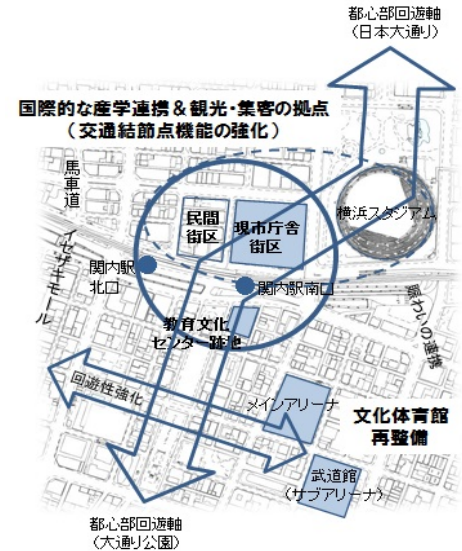 都心部回遊軸
（日本大通り）
国際的な産学連携＆観光・集客の拠点
（交通結節点機能の強化）
馬車道
イセザキモール
民間
街区
現市庁舎
街区
横浜スタジアム
関内駅
北口
関内駅南口
教育文化
センター跡地
賑わいの連携
回遊性強化
メインアリーナ
文化体育館
再整備
武道館
（サブアリーナ）
都心部回遊軸
（大通り公園）